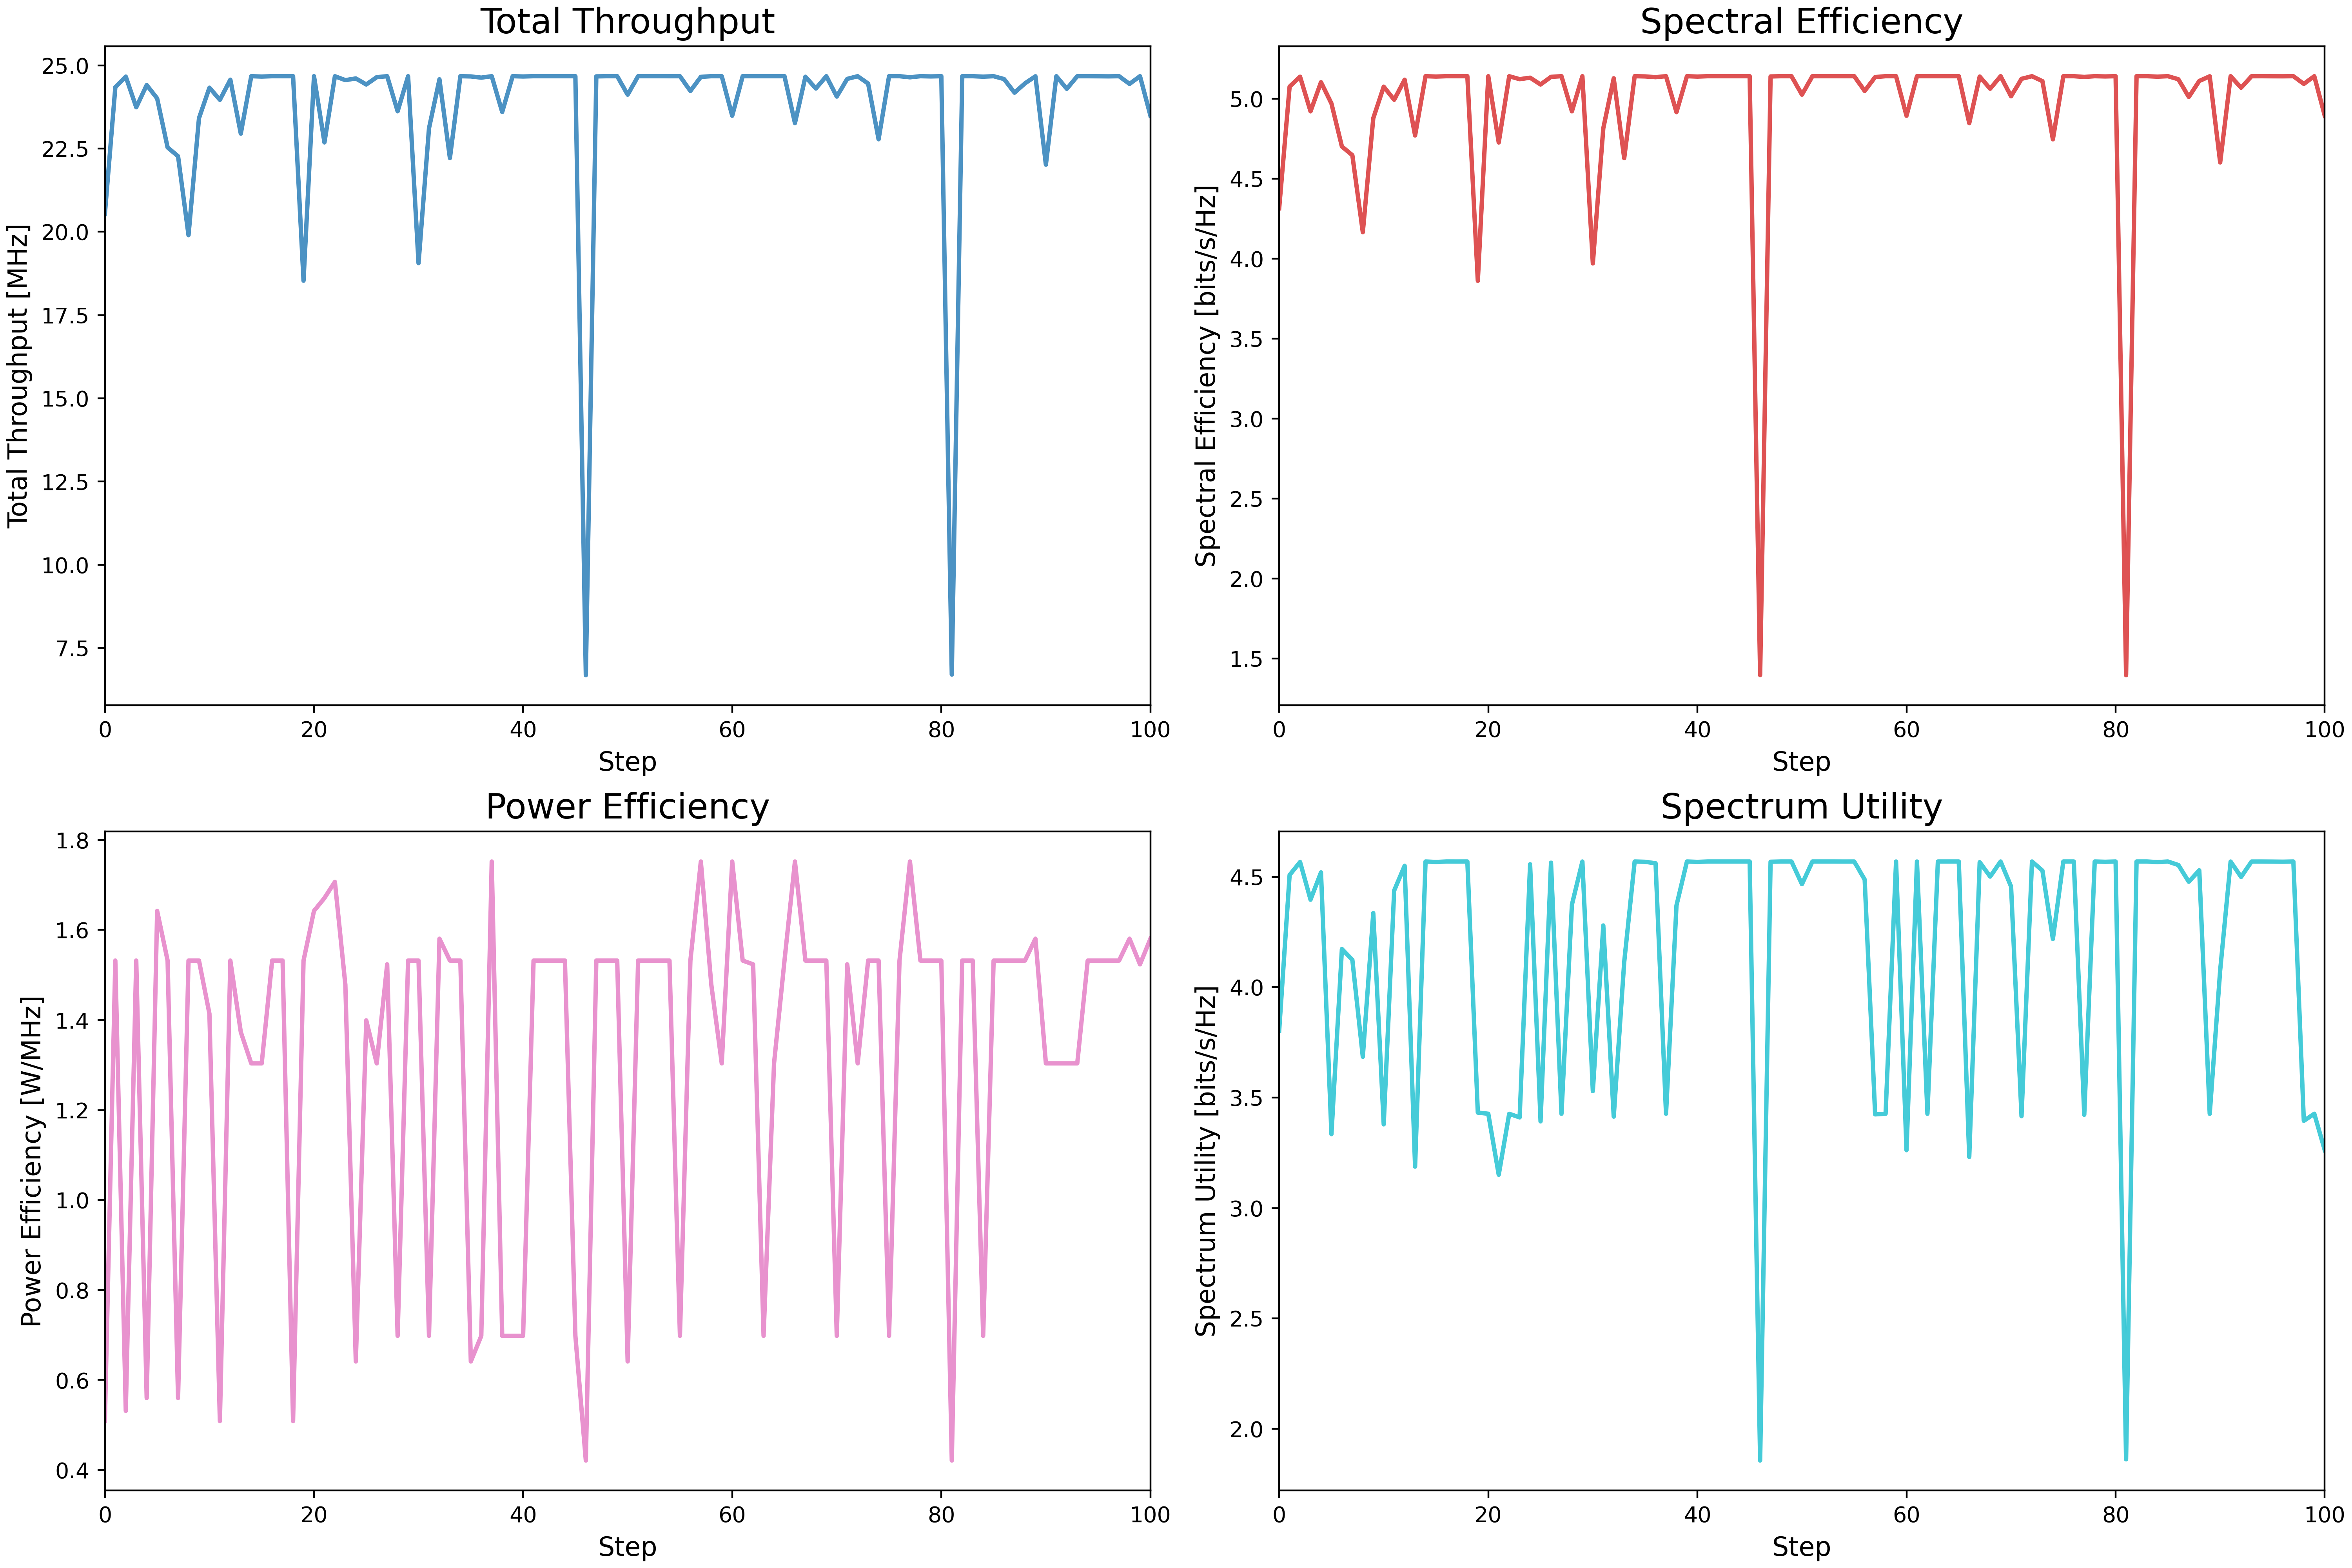 Total Throughput
Total Throughput [MHz]
25.0
22.5
20.0
17.5
15.0
12.5
10.0
7.5
0 20 40 60 80 100
Step
Spectral Efficiency
Spectral Efficiency [bits/s/Hz]
5.0
4.5
4.0
3.5
3.0
2.5
2.0
1.5
0 20 40 60 80 100
Step
Power Efficiency
Power Efficiency [W/MHz]
1.8
1.6
1.4
1.2
1.0
0.8
0.6
0.4
0 20 40 60 80 100
Step
Spectrum Utility
Spectrum Utility [bits/s/Hz]
4.5
4.0
3.5
3.0
2.5
2.0
0 20 40 60 80 100
Step